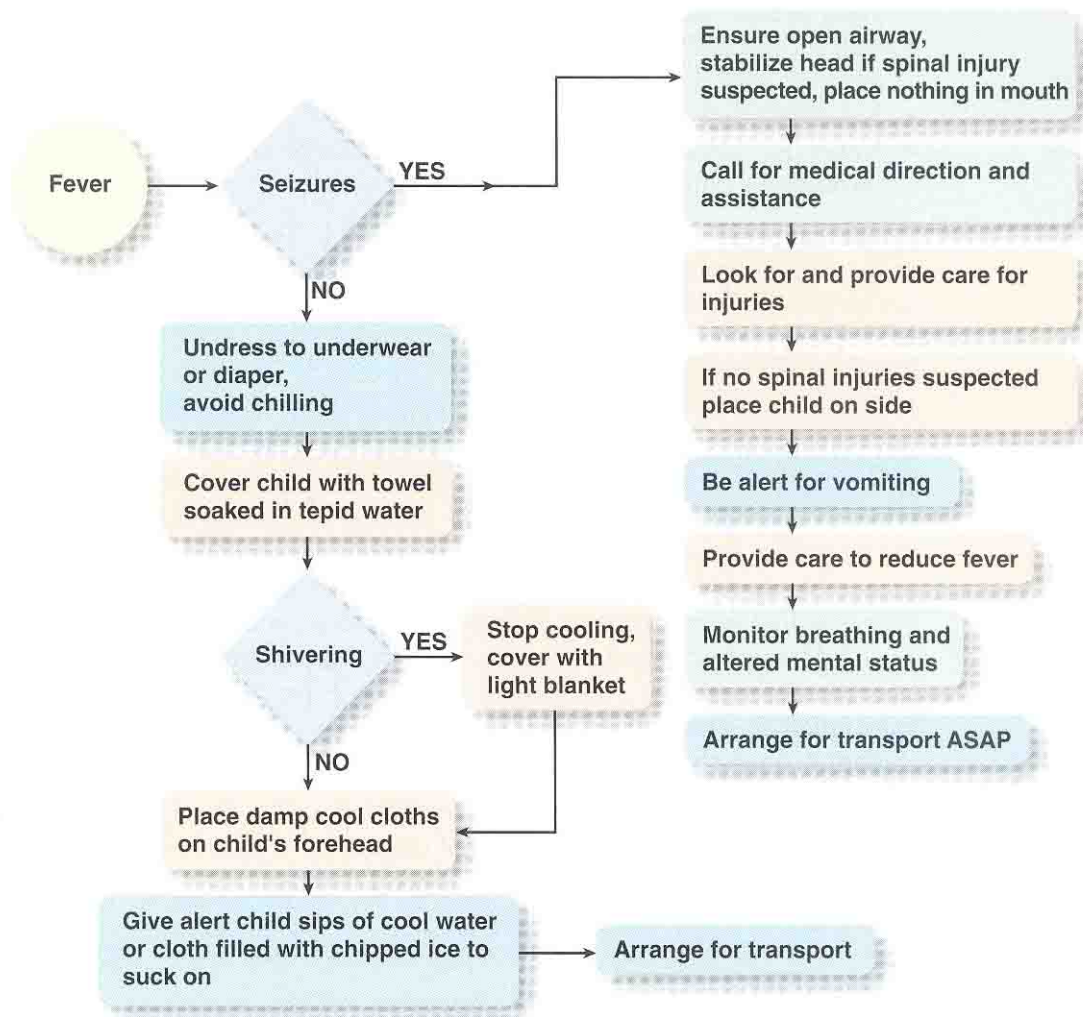 Fever
Seizures
YES
Ensure open airway,
stabilize head if spinal injury
suspected, place nothing in mouth
Call for medical direction and
assistance
Look for and provide care for
injuries
If no spinal injuries suspected
place child on side
Be alert for vomiting
Provide care to reduce fever
Monitor breathing and
altered mental status
Arrange for transport ASAP
NO
Undress to underwear
or diaper,
avoid chilling
Cover child with towel
soaked in tepid water
Shivering
YES
Stop cooling,
cover with
light blanket
NO
Place damp cool cloths
on child's forehead
Give alert child sips of cool water
or cloth filled with chipped ice to
suck on
Arrange for transport